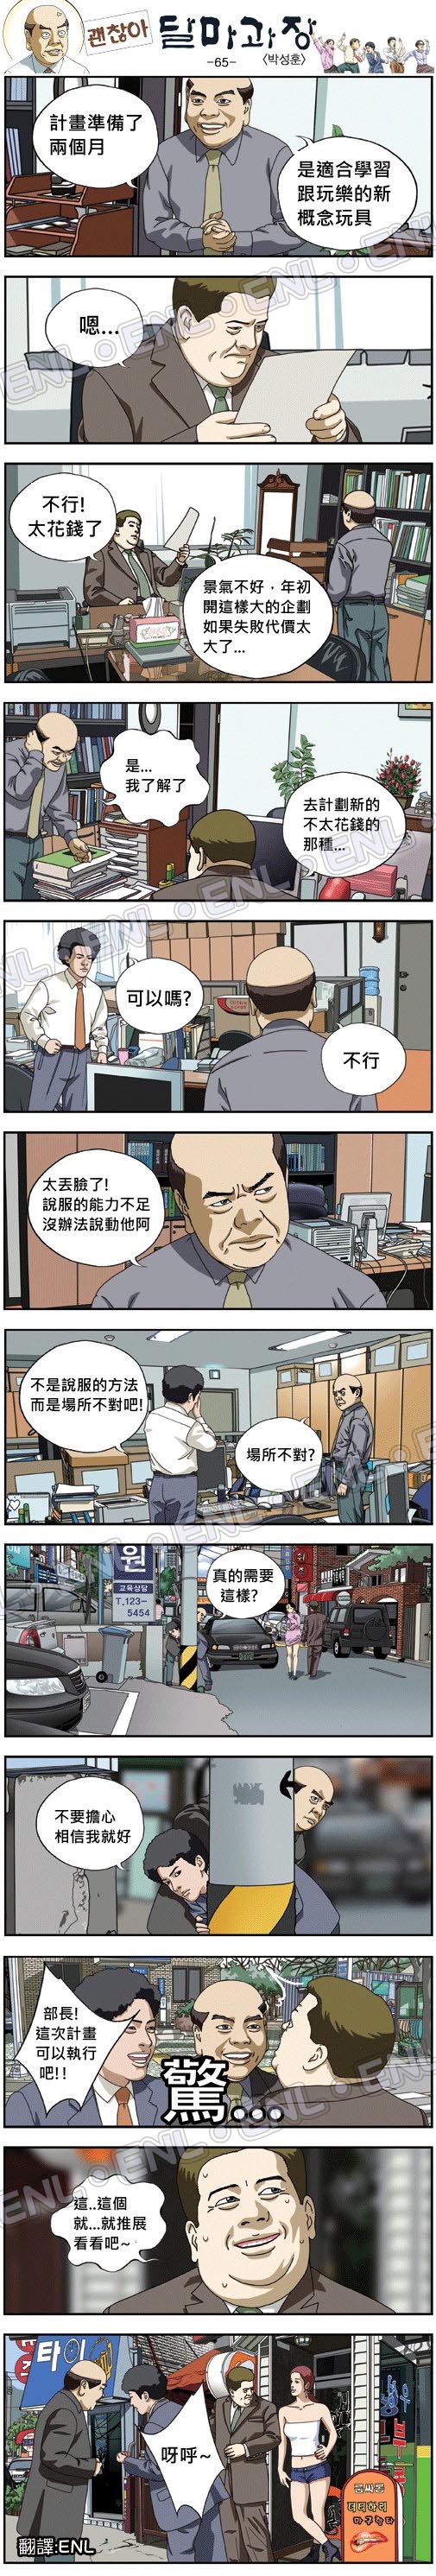 괜찮아 달마과장
-65-
〈박성훈〉
計畫準備了
兩個月
是適合學習
跟玩樂的新
概念玩具
嗯...
不行!
太花錢了
景氣不好，年初
開這樣大的企劃
如果失敗代價太
大了...
是...
我了解了
去計劃新的
不太花錢的
那種...
可以嗎?
不行
太丟臉了!
說服的能力不足
沒辦法說動他阿
不是說服的方法
而是場所不對吧!
場所不對?
원
교육상담
T.123-
5454
真的需要
這樣?
不要擔心
相信我就好
部長!
這次計畫
可以執行
吧!!
驚...
這..這個
就...就推展
看看吧~
타이
呀呼~
翻譯:ENL
ENL